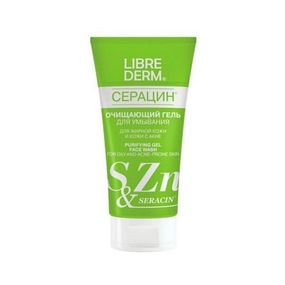 LIBRE
DERM®
СЕРАЦИН®
ОЧИЩАЮЩИЙ ГЕЛЬ
ДЛЯ УМЫВАНИЯ
ДЛЯ ЖИРНОЙ КОЖИ
И КОЖИ С АКНЕ
PURIFYING GEL
FACE WASH
FOR OILY AND ACNE-PRONE SKIN
S&Zn
SERACIN®